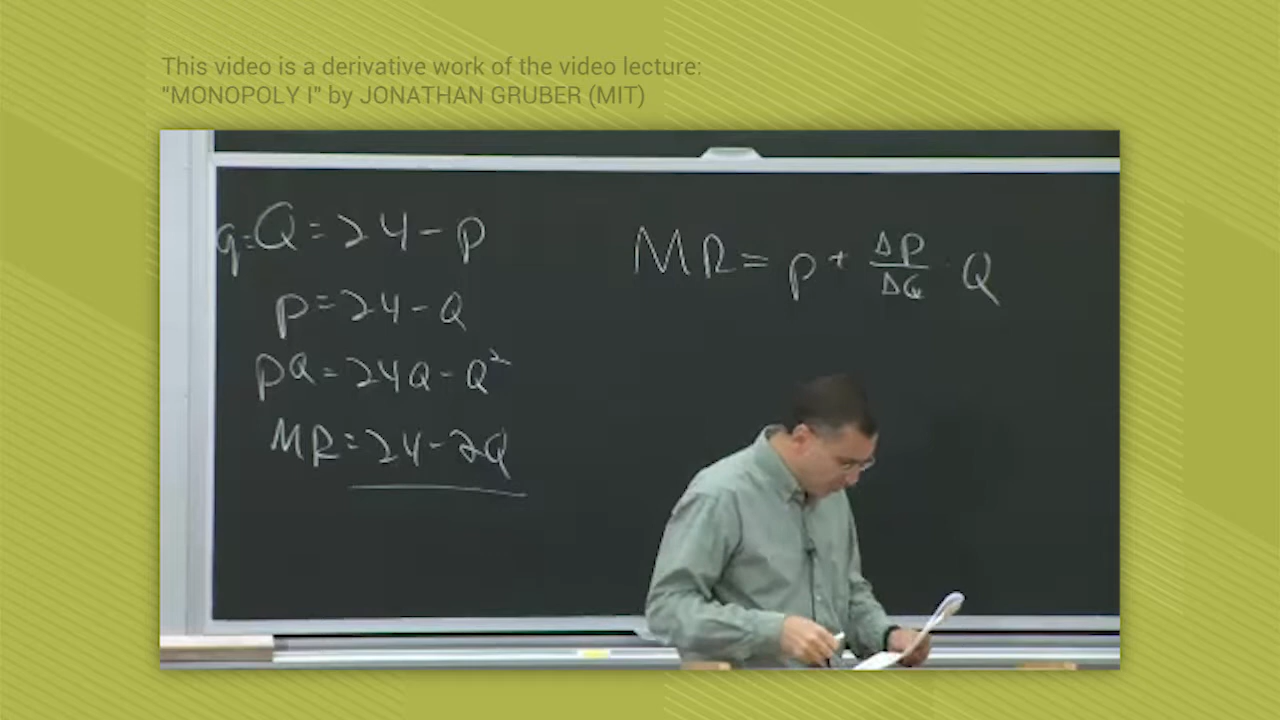 This video is a derivative work of the video lecture:
"MONOPOLY I" by JONATHAN GRUBER (MIT)
q=Q=24-P
P=24-Q
PQ=24Q-Q²
MR=24-2Q
MR=P+ΔP/ΔQ·Q